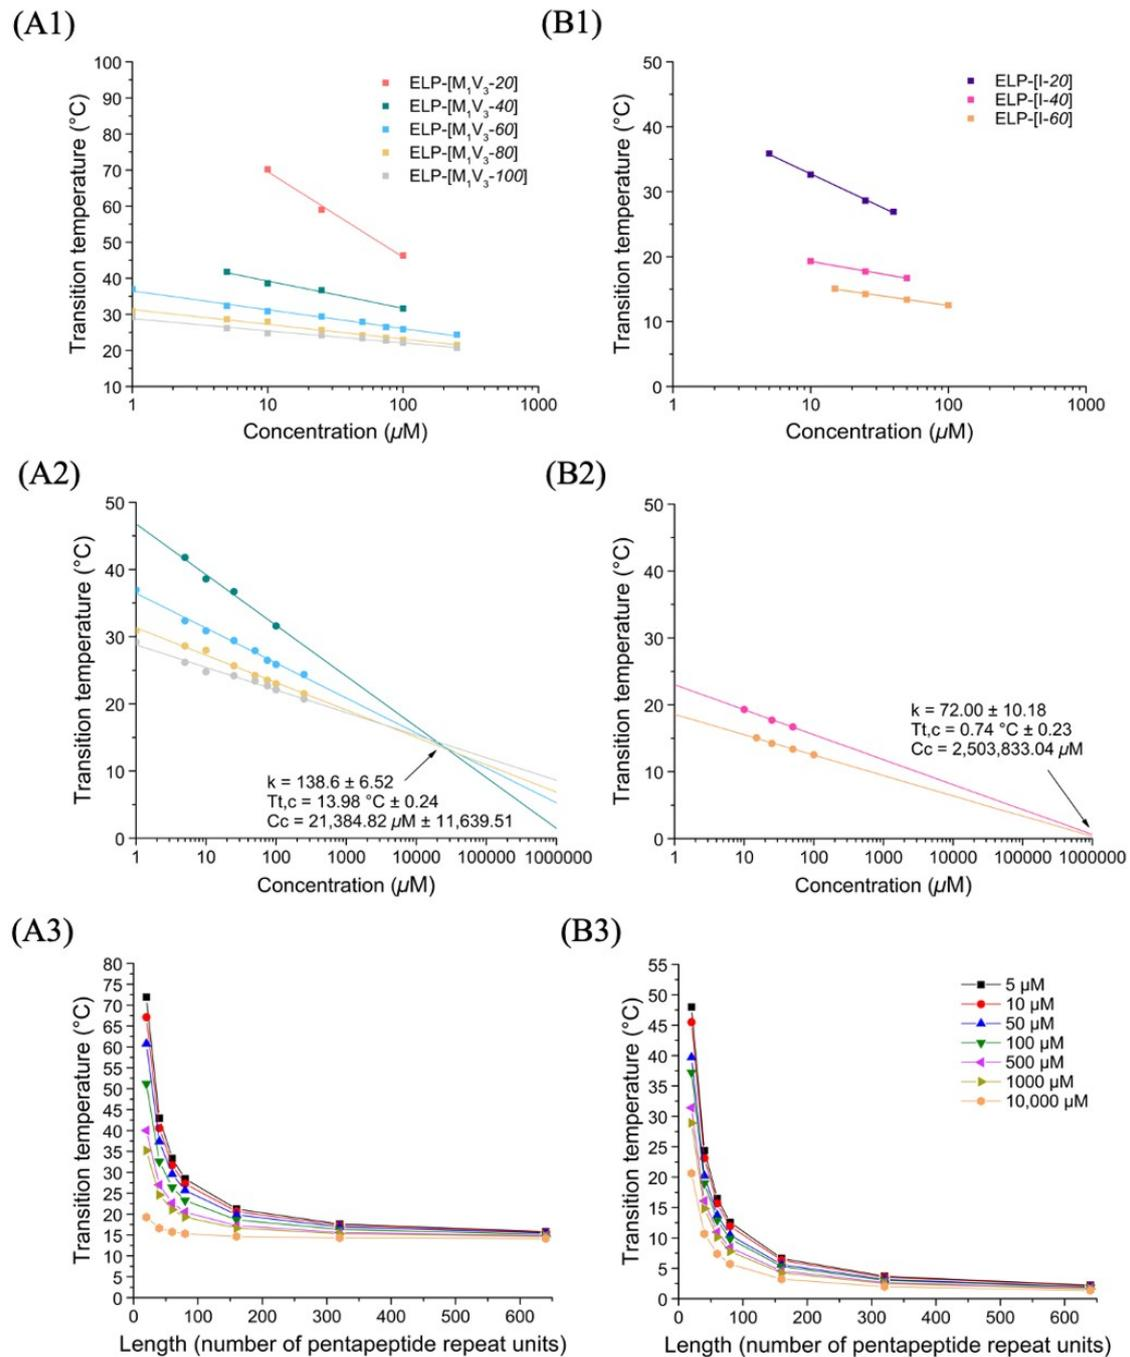 (A1)
(B1)
Transition temperature (°C)
100
90
80
70
60
50
40
30
20
10
ELP-[M1V3-20]
ELP-[M1V3-40]
ELP-[M1V3-60]
ELP-[M1V3-80]
ELP-[M1V3-100]
1 10 100 1000
Concentration (µM)
Transition temperature (°C)
50
40
30
20
10
0
ELP-[I-20]
ELP-[I-40]
ELP-[I-60]
1 10 100 1000
Concentration (µM)
(A2)
(B2)
Transition temperature (°C)
50
40
30
20
10
0
k = 138.6 ± 6.52
Tt,c = 13.98 °C ± 0.24
Cc = 21,384.82 µM ± 11,639.51
1 10 100 1000 10000 100000 1000000
Concentration (µM)
Transition temperature (°C)
50
40
30
20
10
0
k = 72.00 ± 10.18
Tt,c = 0.74 °C ± 0.23
Cc = 2,503,833.04 µM
1 10 100 1000 10000 100000 1000000
Concentration (µM)
(A3)
(B3)
Transition temperature (°C)
80
75
70
65
60
55
50
45
40
35
30
25
20
15
10
5
0
0 100 200 300 400 500 600
Length (number of pentapeptide repeat units)
Transition temperature (°C)
55
50
45
40
35
30
25
20
15
10
5
0
5 µM
10 µM
50 µM
100 µM
500 µM
1000 µM
10,000 µM
0 100 200 300 400 500 600
Length (number of pentapeptide repeat units)